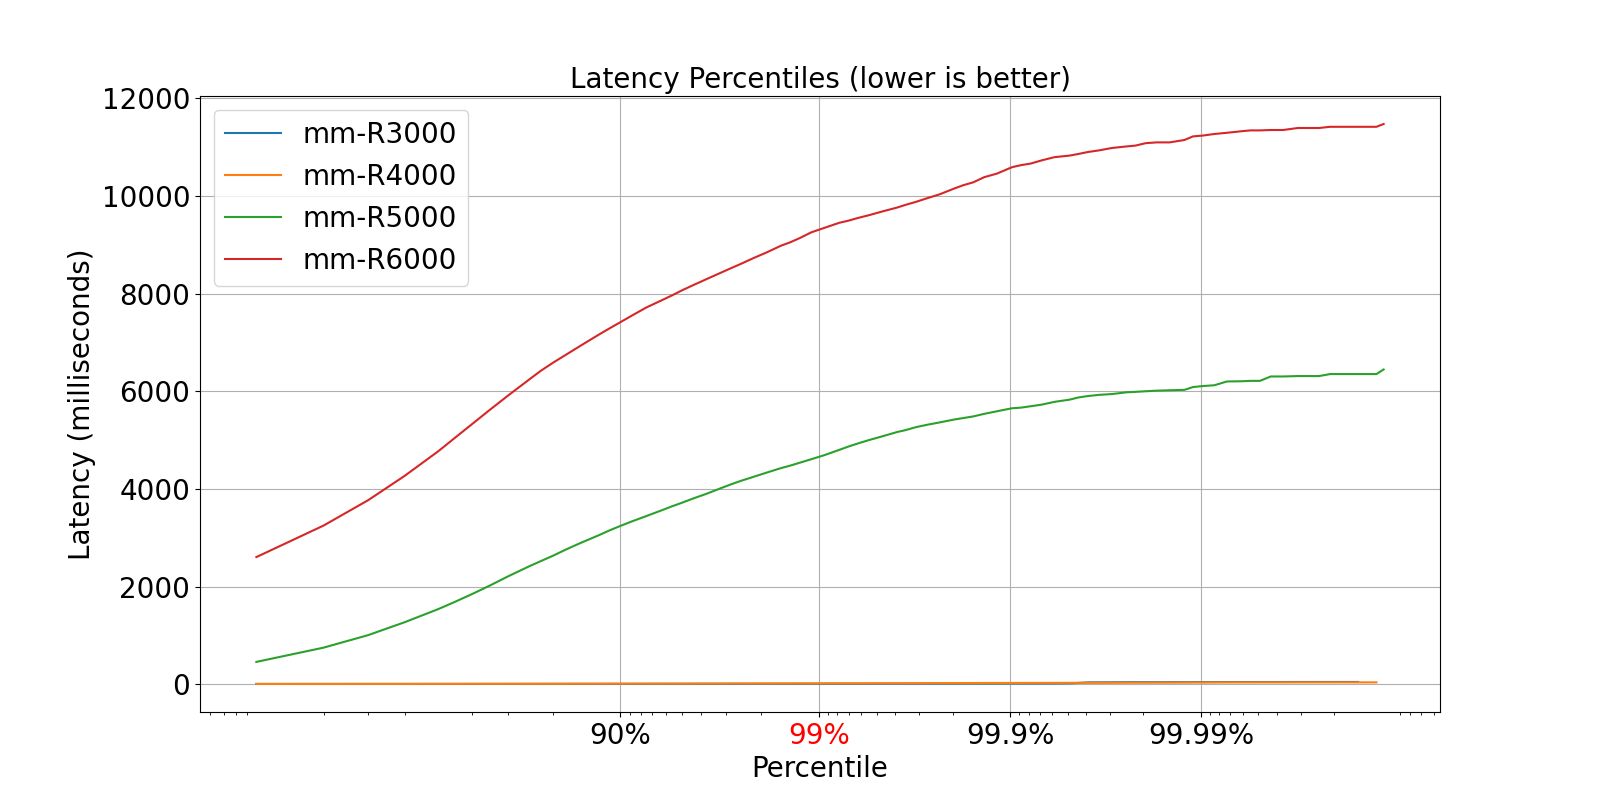 Latency Percentiles (lower is better)
12000
10000
8000
6000
4000
2000
0
Latency (milliseconds)
mm-R3000
mm-R4000
mm-R5000
mm-R6000
90%
99%
99.9%
99.99%
Percentile